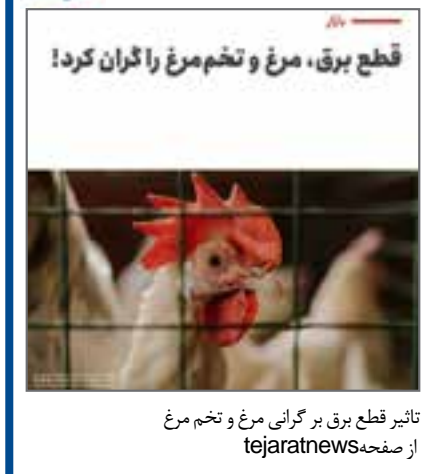 بازار
قطع برق، مرغ و تخم‌مرغ را گران کرد!
تاثیر قطع برق بر گرانی مرغ و تخم مرغ
از صفحه tejaratnews